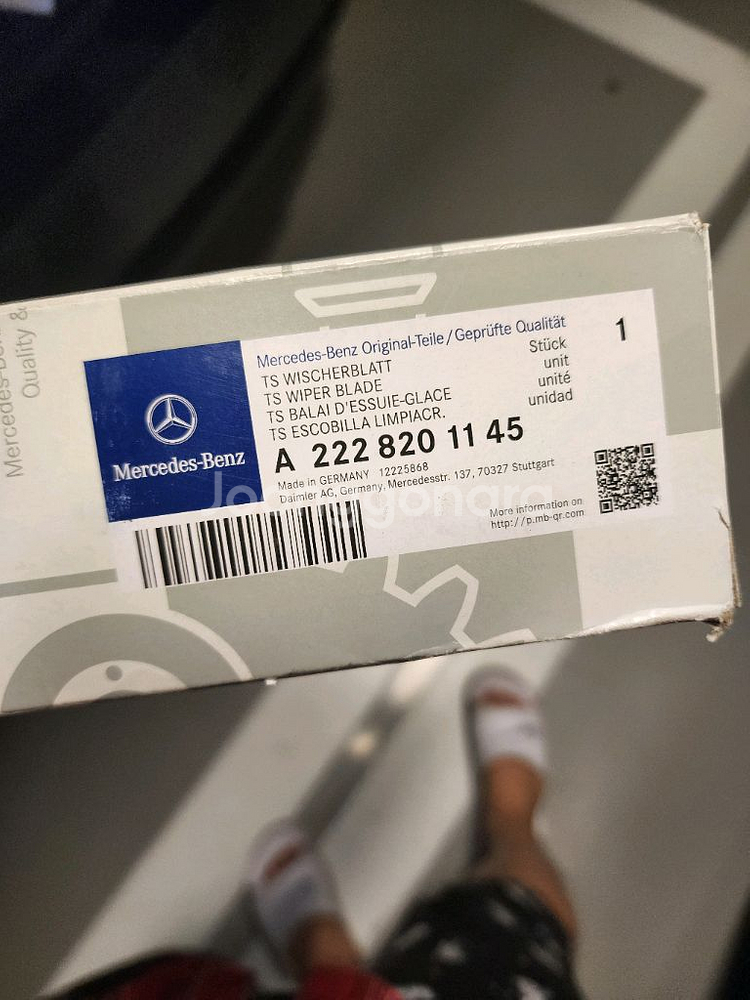 Mercedes-Ben
Quality &
Mercedes-Benz
Mercedes-Benz Original-Teile / Geprüfte Qualität
1
TS WISCHERBLATT
Stück
TS WIPER BLADE
unit
TS BALAI D'ESSUIE-GLACE
unité
TS ESCOBILLA LIMPIACR.
unidad
A 222 820 11 45
Made in GERMANY 12225868
Daimler AG, Germany, Mercedesstr. 137, 70327 Stuttgart
More information on
http://p.mb-qr.com
Joonggonara